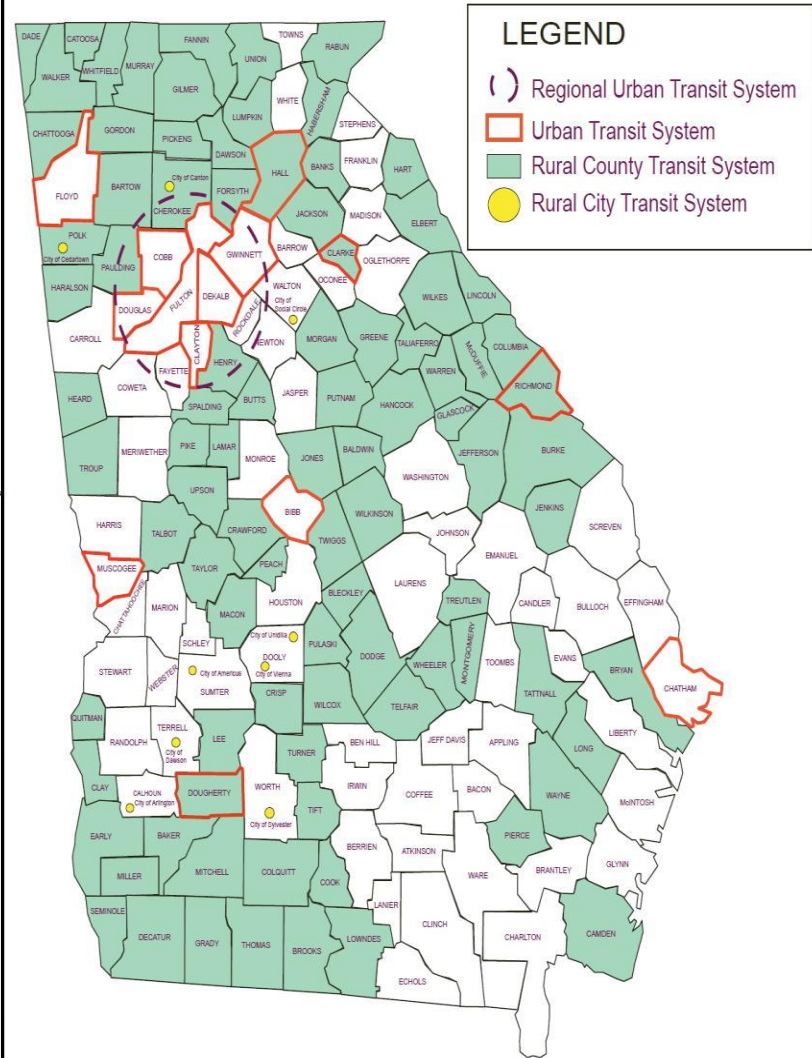 LEGEND
Regional Urban Transit System
Urban Transit System
Rural County Transit System
Rural City Transit System
DADE
CATOOSA
WHITFIELD
MURRAY
FANNIN
UNION
TOWNS
RABUN
WALKER
GILMER
LUMPKIN
WHITE
HABERSHAM
STEPHENS
CHATTOOGA
GORDON
PICKENS
DAWSON
HALL
BANKS
FRANKLIN
HART
FLOYD
BARTOW
City of Canton
CHEROKEE
FORSYTH
JACKSON
MADISON
ELBERT
POLK
City of Cedartown
PAULDING
COBB
GWINNETT
BARROW
CLARKE
OGLETHORPE
HARALSON
DOUGLAS
FULTON
DEKALB
WALTON
City of
Social Circle
OCONEE
WILKES
LINCOLN
CARROLL
CLAYTON
ROCKDALE
NEWTON
MORGAN
GREENE
TALIAFERRO
McDUFFIE
COLUMBIA
FAYETTE
HENRY
WARREN
RICHMOND
HEARD
COWETA
SPALDING
BUTTS
JASPER
PUTNAM
HANCOCK
GLASCOCK
TROUP
MERIWETHER
PIKE
LAMAR
MONROE
JONES
BALDWIN
WASHINGTON
JEFFERSON
BURKE
UPSON
BIBB
WILKINSON
JENKINS
SCREVEN
HARRIS
TALBOT
CRAWFORD
TWIGGS
JOHNSON
EMANUEL
MUSCOGEE
TAYLOR
PEACH
HOUSTON
BLECKLEY
LAURENS
TREUTLEN
CANDLER
BULLOCH
EFFINGHAM
CHATTAHOOCHEE
MARION
MACON
SCHLEY
City of Unidilla
DOOLY
City of Vienna
PULASKI
DODGE
WHEELER
MONTGOMERY
TOOMBS
EVANS
BRYAN
CHATHAM
STEWART
WEBSTER
City of Americus
SUMTER
CRISP
WILCOX
TELFAIR
TATTNALL
LIBERTY
QUITMAN
RANDOLPH
TERRELL
City of
Dawson
LEE
TURNER
BEN HILL
JEFF DAVIS
APPLING
LONG
CLAY
CALHOUN
City of Arlington
DOUGHERTY
WORTH
City of Sylvester
TIFT
IRWIN
COFFEE
BACON
WAYNE
McINTOSH
EARLY
BAKER
MITCHELL
COLQUITT
COOK
BERRIEN
ATKINSON
WARE
PIERCE
BRANTLEY
GLYNN
MILLER
SEMINOLE
DECATUR
GRADY
THOMAS
BROOKS
LOWNDES
LANIER
CLINCH
CHARLTON
CAMDEN
ECHOLS